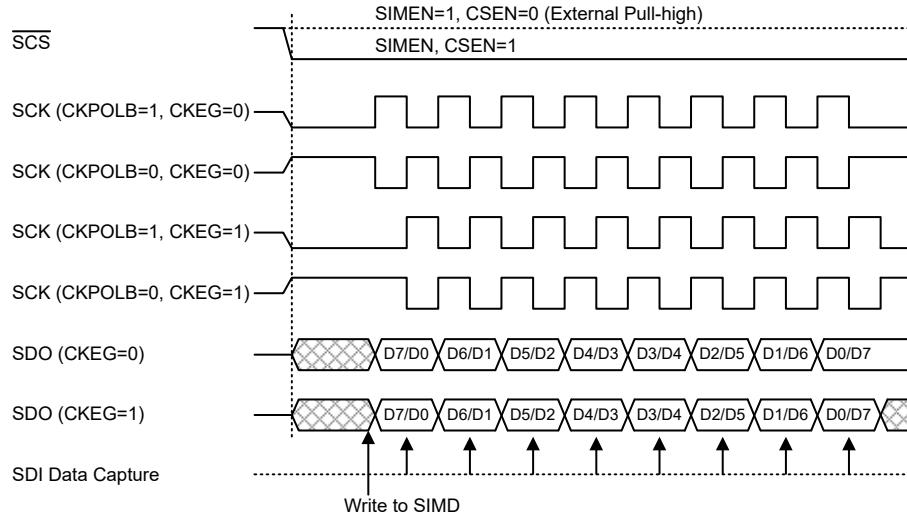 SIMEN=1, CSEN=0 (External Pull-high)
SCS
SIMEN, CSEN=1
SCK (CKPOLB=1, CKEG=0)
SCK (CKPOLB=0, CKEG=0)
SCK (CKPOLB=1, CKEG=1)
SCK (CKPOLB=0, CKEG=1)
SDO (CKEG=0) D7/D0 D6/D1 D5/D2 D4/D3 D3/D4 D2/D5 D1/D6 D0/D7
SDO (CKEG=1) D7/D0 D6/D1 D5/D2 D4/D3 D3/D4 D2/D5 D1/D6 D0/D7
SDI Data Capture
Write to SIMD